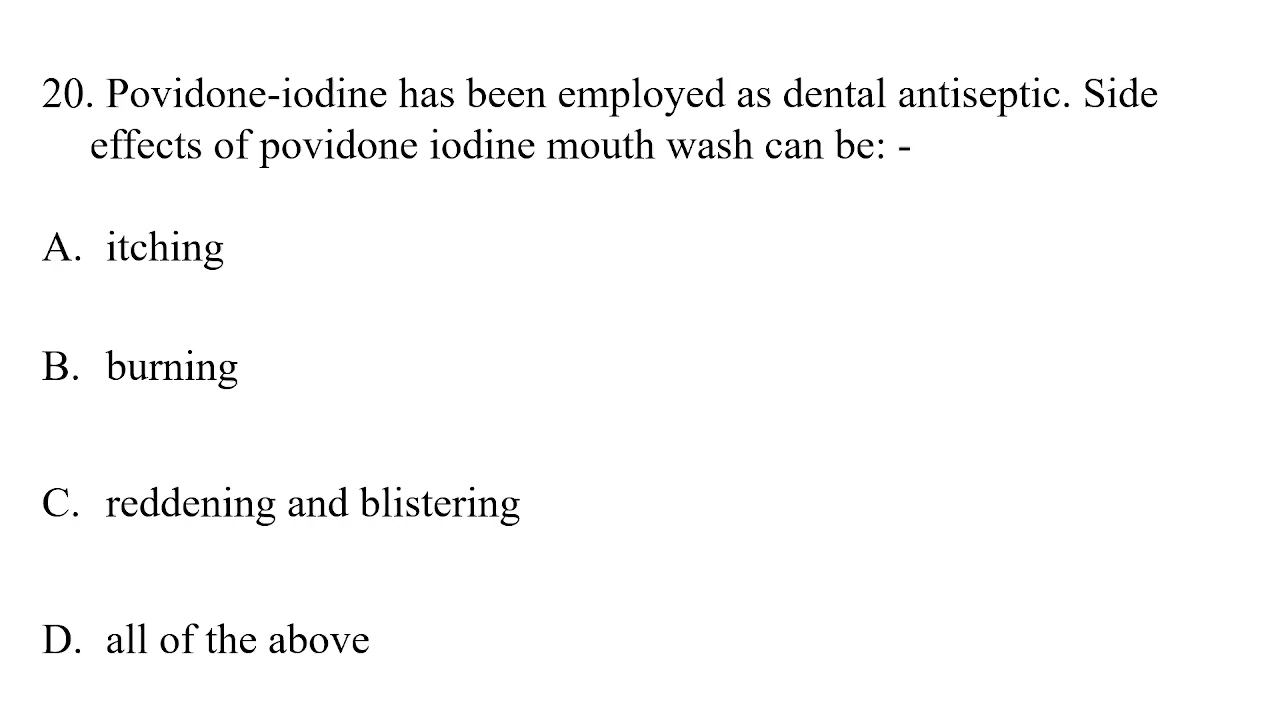 20. Povidone-iodine has been employed as dental antiseptic. Side
effects of povidone iodine mouth wash can be: -
A. itching
B. burning
C. reddening and blistering
D. all of the above